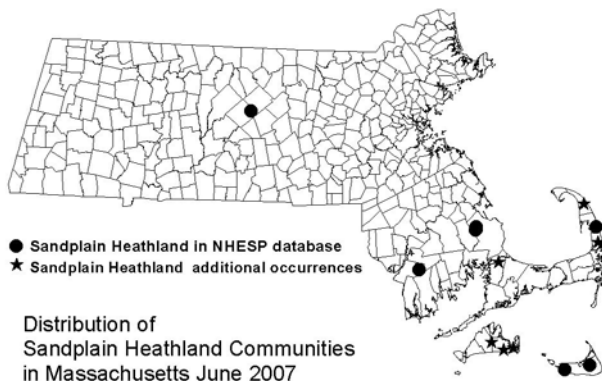 Sandplain Heathland in NHESP database
Sandplain Heathland additional occurrences
Distribution of
Sandplain Heathland Communities
in Massachusetts June 2007